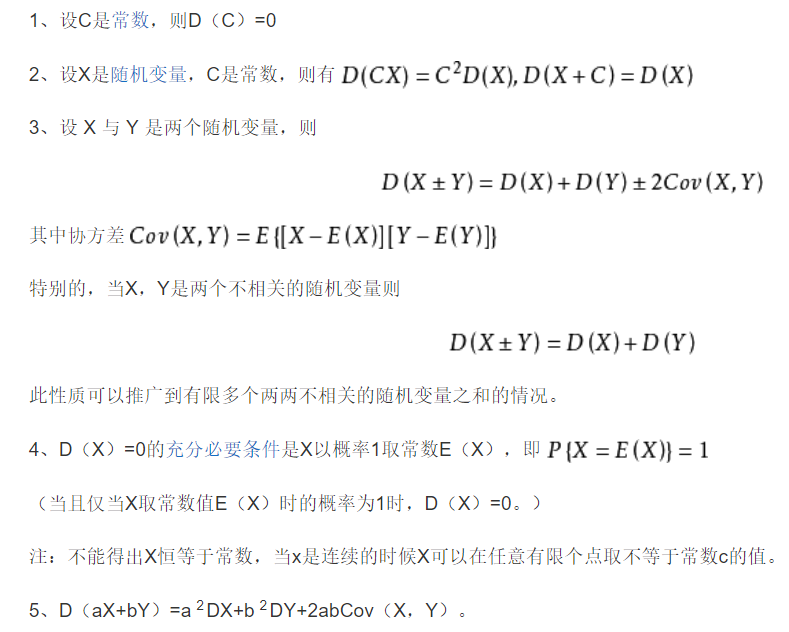 1、设C是常数，则D（C）=0
2、设X是随机变量，C是常数，则有 D(CX) = C²D(X), D(X + C) = D(X)
3、设 X 与 Y 是两个随机变量，则
D(X ± Y) = D(X) + D(Y) ± 2Cov(X, Y)
其中协方差 Cov(X, Y) = E{[X − E(X)][Y − E(Y)]}
特别的，当X，Y是两个不相关的随机变量则
D(X ± Y) = D(X) + D(Y)
此性质可以推广到有限多个两两不相关的随机变量之和的情况。
4、D（X）=0的充分必要条件是X以概率1取常数E（X），即 P{X = E(X)} = 1
（当且仅当X取常数值E（X）时的概率为1时，D（X）=0。）
注：不能得出X恒等于常数，当x是连续的时候X可以在任意有限个点取不等于常数c的值。
5、D（aX+bY）=a ²DX+b ²DY+2abCov（X，Y）。